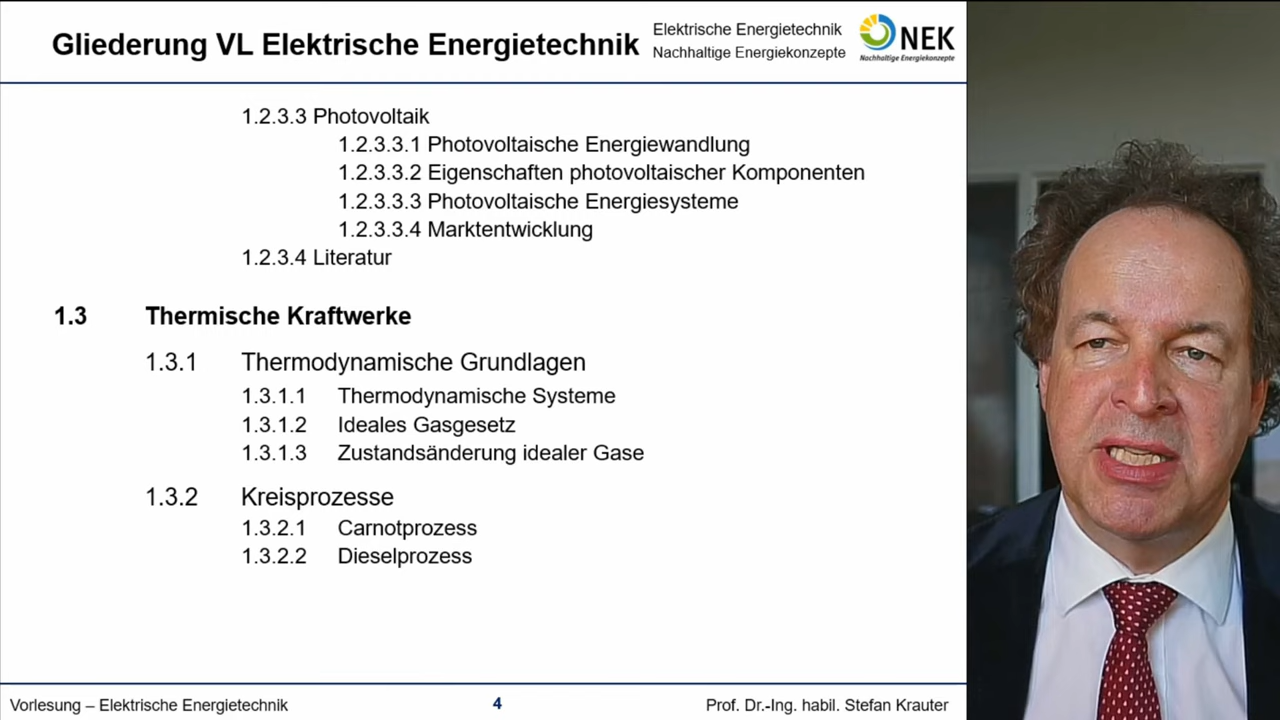 Gliederung VL Elektrische Energietechnik
Elektrische Energietechnik
Nachhaltige Energiekonzepte
NEK
Nachhaltige Energiekonzepte
1.2.3.3 Photovoltaik
1.2.3.3.1 Photovoltaische Energiewandlung
1.2.3.3.2 Eigenschaften photovoltaischer Komponenten
1.2.3.3.3 Photovoltaische Energiesysteme
1.2.3.3.4 Marktentwicklung
1.2.3.4 Literatur
1.3 Thermische Kraftwerke
1.3.1 Thermodynamische Grundlagen
1.3.1.1 Thermodynamische Systeme
1.3.1.2 Ideales Gasgesetz
1.3.1.3 Zustandsänderung idealer Gase
1.3.2 Kreisprozesse
1.3.2.1 Carnotprozess
1.3.2.2 Dieselprozess
Vorlesung – Elektrische Energietechnik
4
Prof. Dr.-Ing. habil. Stefan Krauter